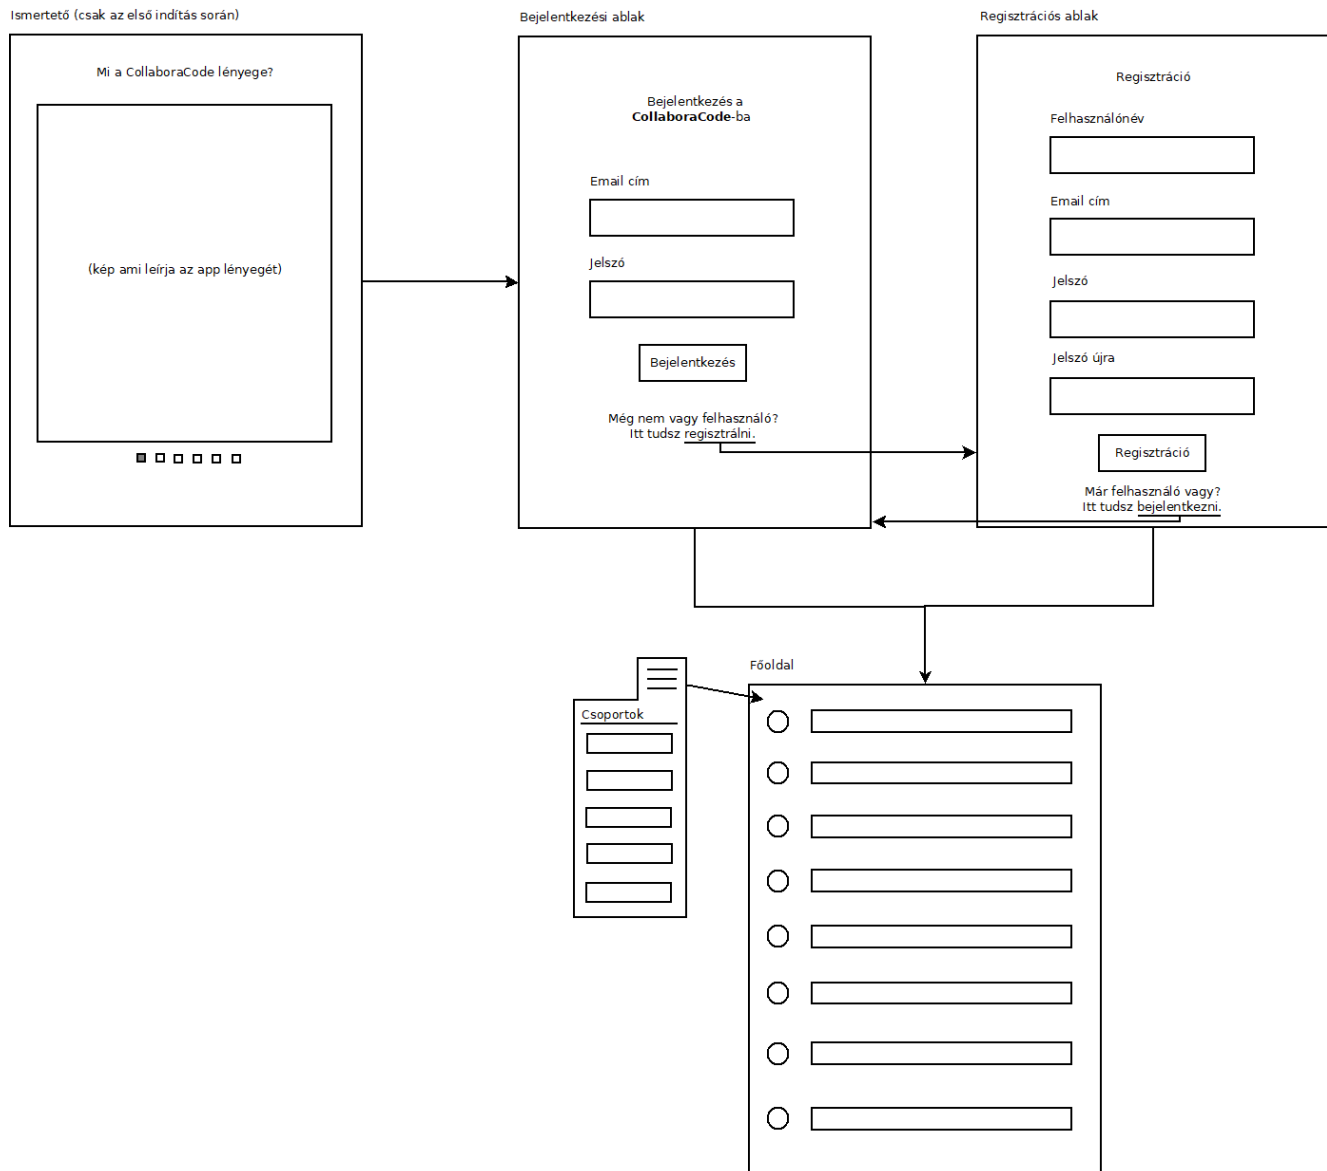 Ismertető (csak az első indítás során)
Mi a CollaboraCode lényege?
(kép ami leírja az app lényegét)
Bejelentkezési ablak
Bejelentkezés a
CollaboraCode-ba
Email cím
Jelszó
Bejelentkezés
Még nem vagy felhasználó?
Itt tudsz regisztrálni.
Regisztrációs ablak
Regisztráció
Felhasználónév
Email cím
Jelszó
Jelszó újra
Regisztráció
Már felhasználó vagy?
Itt tudsz bejelentkezni.
Csoportok
Főoldal